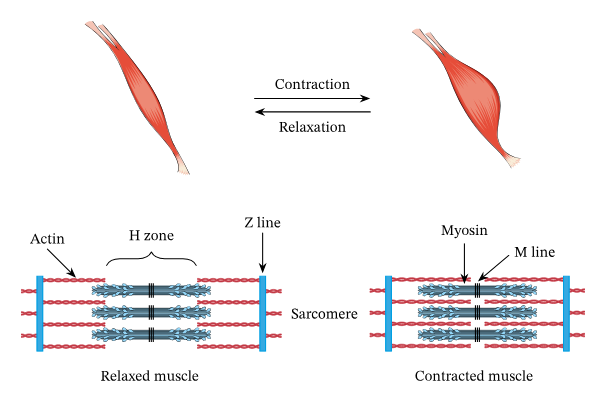 Contraction
Relaxation
Actin
H zone
Z line
Myosin
M line
Sarcomere
Relaxed muscle
Contracted muscle